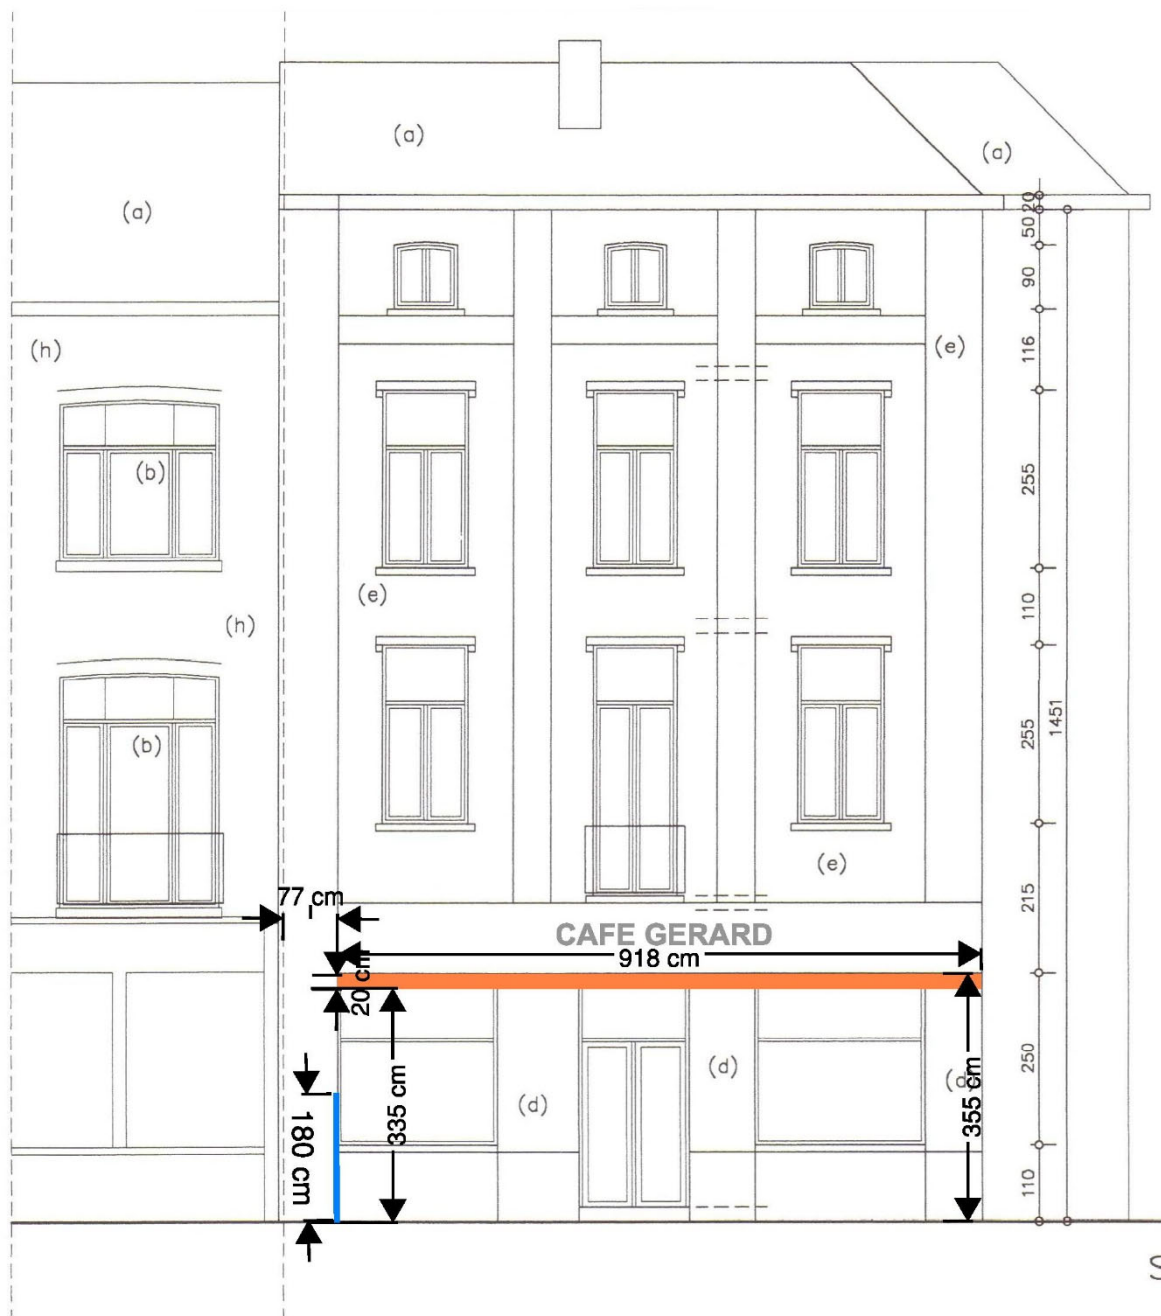 (a)
(a)
(a)
20
50
90
(h)
(e)
116
(b)
255
(e)
110
(h)
(b)
255
1451
(e)
77 cm
215
CAFE GERARD
918 cm
20 cm
250
(d)
(d)
(d)
335 cm
355 cm
180 cm
110
S